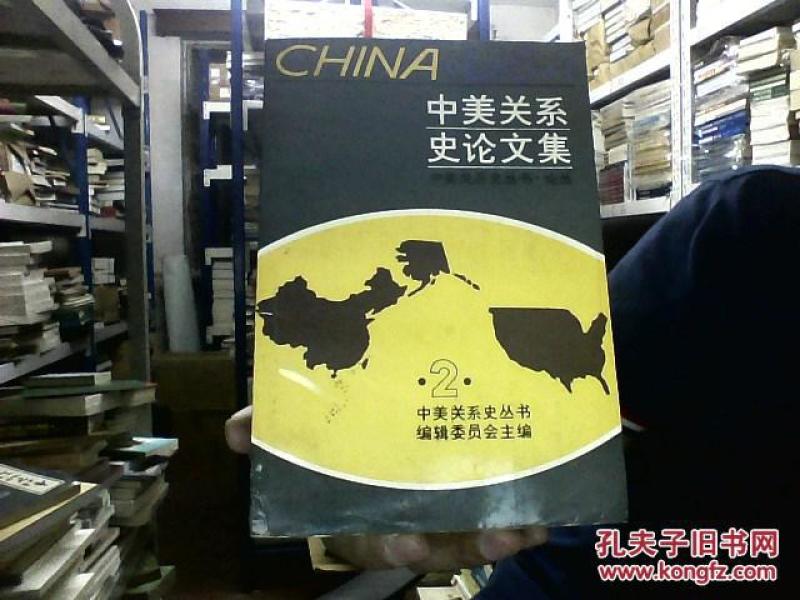 CHINA
中美关系
史论文集
·2·
中美关系史丛书
编辑委员会主编
孔夫子旧书网
www.kongfz.com